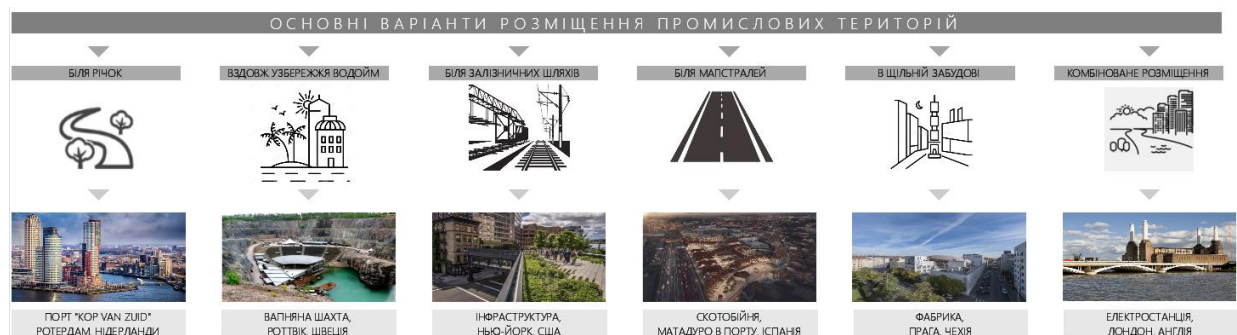 ОСНОВНІ ВАРІАНТИ РОЗМІЩЕННЯ ПРОМИСЛОВИХ ТЕРИТОРІЙ
БІЛЯ РІЧОК
ВЗДОВЖ УЗБЕРЕЖЖЯ ВОДОЙМ
БІЛЯ ЗАЛІЗНИЧНИХ ШЛЯХІВ
БІЛЯ МАГІСТРАЛЕЙ
В ЩІЛЬНІЙ ЗАБУДОВІ
КОМБІНОВАНЕ РОЗМІЩЕННЯ
ПОРТ "KOP VAN ZUID"
РОТЕРДАМ, НІДЕРЛАНДИ
ВАПНЯНА ШАХТА,
РОТТВІК, ШВЕЦІЯ
ІНФРАСТРУКТУРА,
НЬЮ-ЙОРК, США
СКОТОБІЙНЯ,
МАТАДУРО В ПОРТУ, ІСПАНІЯ
ФАБРИКА,
ПРАГА, ЧЕХІЯ
ЕЛЕКТРОСТАНЦІЯ,
ЛОНДОН, АНГЛІЯ